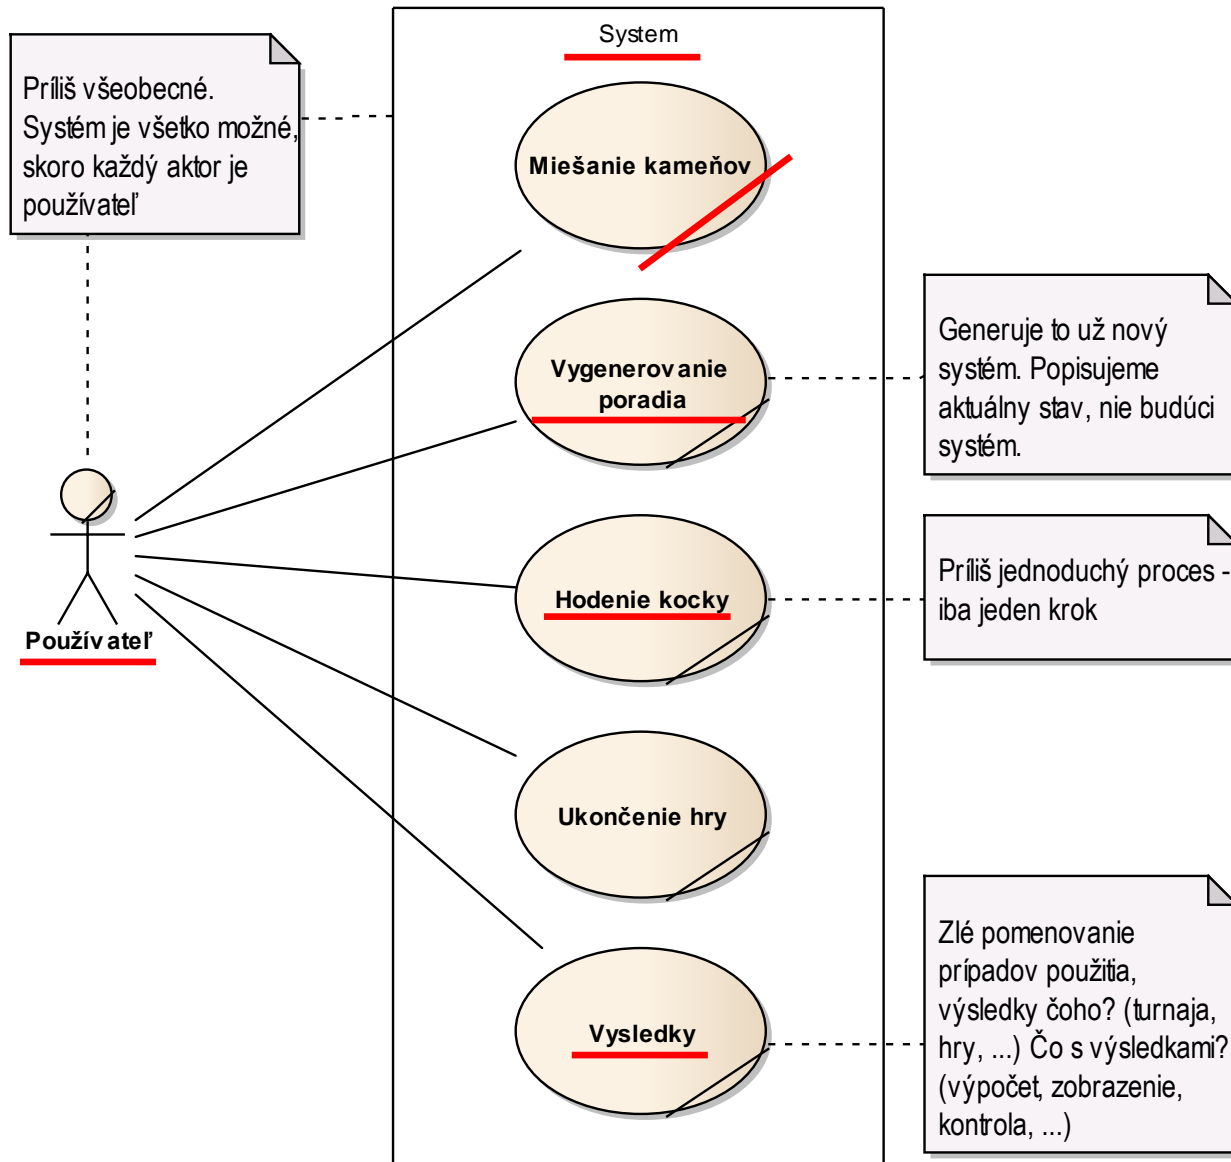 System
Príliš všeobecné.
Systém je všetko možné,
skoro každý aktor je
používateľ
Miešanie kameňov
Vygenerovanie
poradia
Generuje to už nový
systém. Popisujeme
aktuálny stav, nie budúci
systém.
Hodenie kocky
Príliš jednoduchý proces -
iba jeden krok
Používateľ
Ukončenie hry
Vysledky
Zlé pomenovanie
prípadov použitia,
výsledky čoho? (turnaja,
hry, ...) Čo s výsledkami?
(výpočet, zobrazenie,
kontrola, ...)